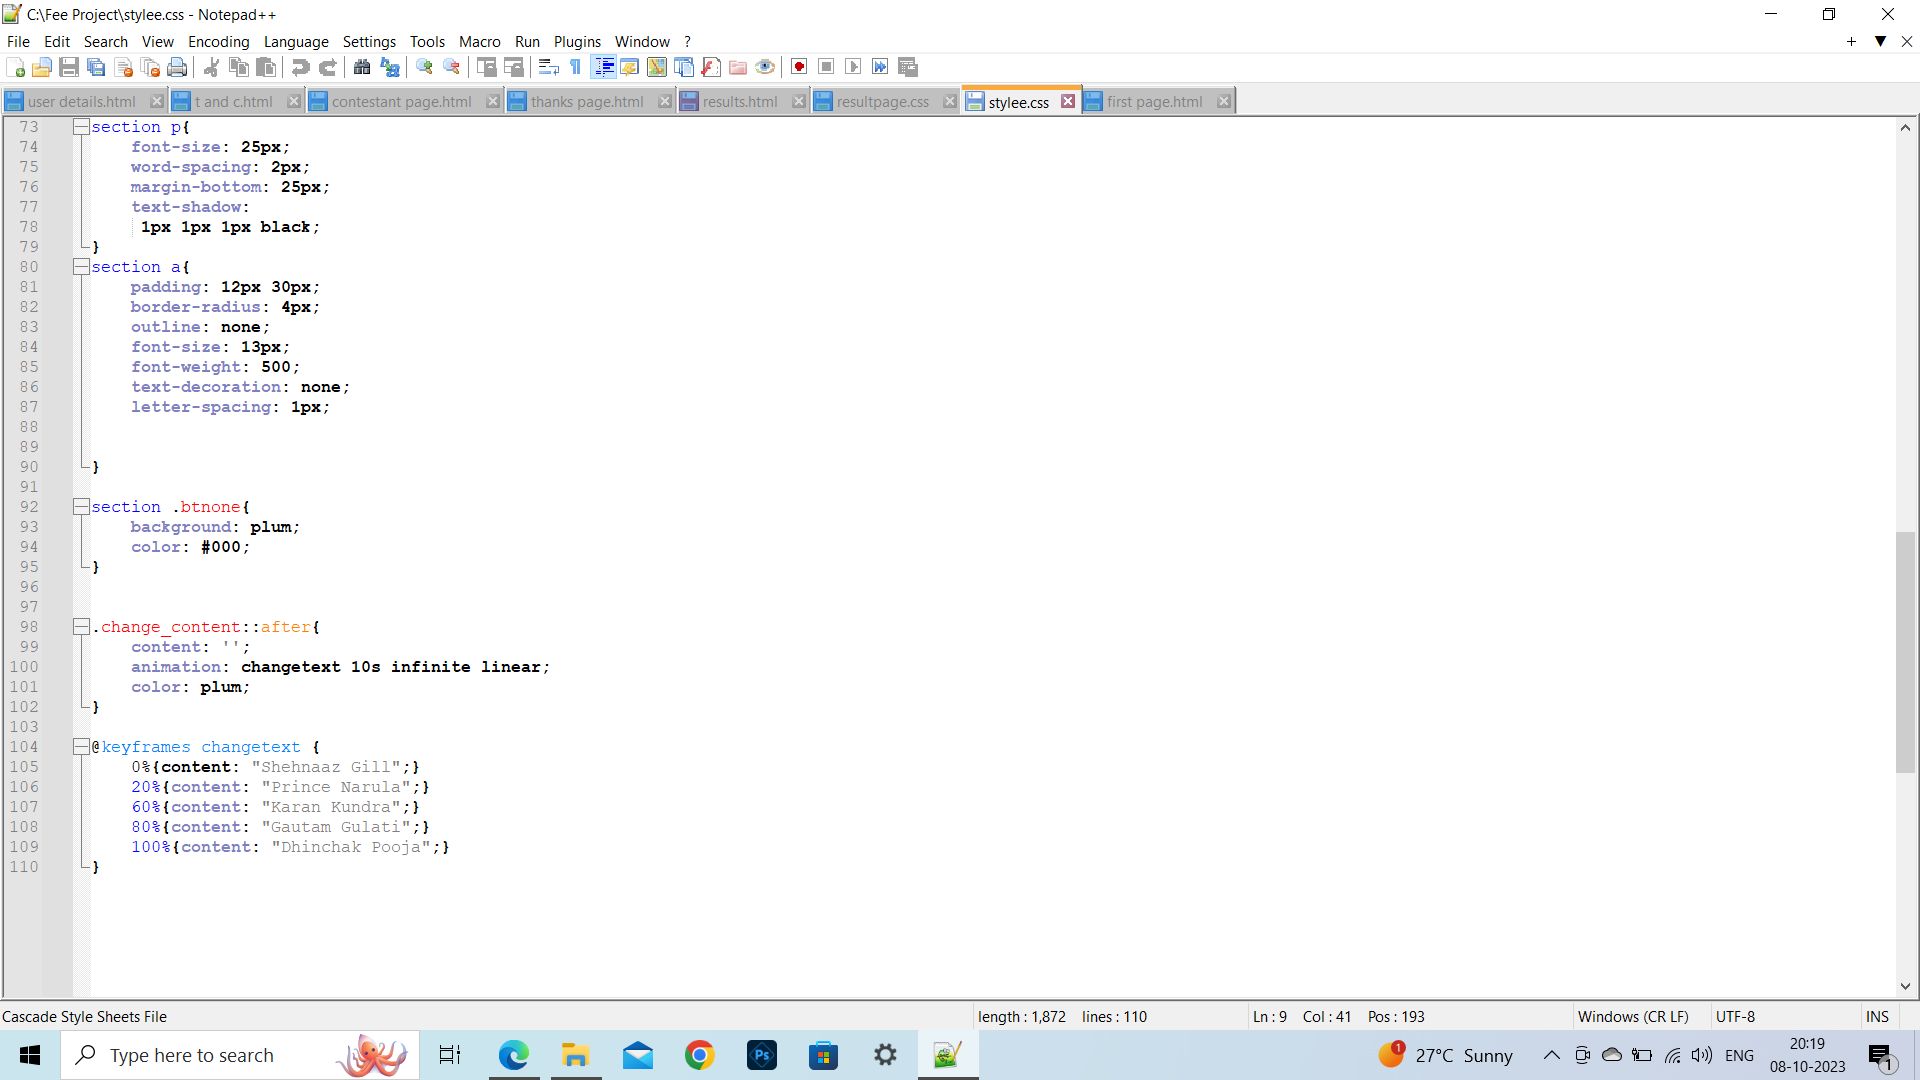 C:\Fee Project\stylee.css - Notepad++
File Edit Search View Encoding Language Settings Tools Macro Run Plugins Window ?
user details.html t and c.html contestant page.html thanks page.html results.html resultpage.css stylee.css first page.html
73 section p{
74 font-size: 25px;
75 word-spacing: 2px;
76 margin-bottom: 25px;
77 text-shadow:
78 1px 1px 1px black;
79 }
80 section a{
81 padding: 12px 30px;
82 border-radius: 4px;
83 outline: none;
84 font-size: 13px;
85 font-weight: 500;
86 text-decoration: none;
87 letter-spacing: 1px;
88
89
90 }
91
92 section .btnone{
93 background: plum;
94 color: #000;
95 }
96
97
98 .change_content::after{
99 content: '';
100 animation: changetext 10s infinite linear;
101 color: plum;
102 }
103
104 @keyframes changetext {
105 0%{content: "Shehnaaz Gill";}
106 20%{content: "Prince Narula";}
107 60%{content: "Karan Kundra";}
108 80%{content: "Gautam Gulati";}
109 100%{content: "Dhinchak Pooja";}
110 }
Cascade Style Sheets File length : 1,872 lines : 110 Ln : 9 Col : 41 Pos : 193 Windows (CR LF) UTF-8 INS
Type here to search Ps 1 27°C Sunny ENG 20:19
08-10-2023 1